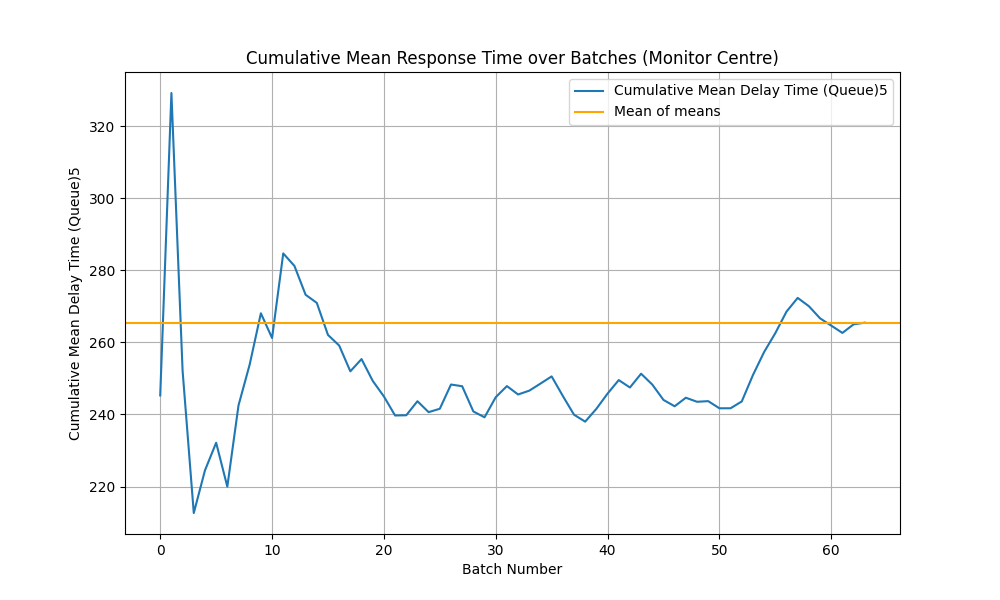 Cumulative Mean Response Time over Batches (Monitor Centre)
Cumulative Mean Delay Time (Queue)5
Mean of means
Cumulative Mean Delay Time (Queue)5
320
300
280
260
240
220
0 10 20 30 40 50 60
Batch Number